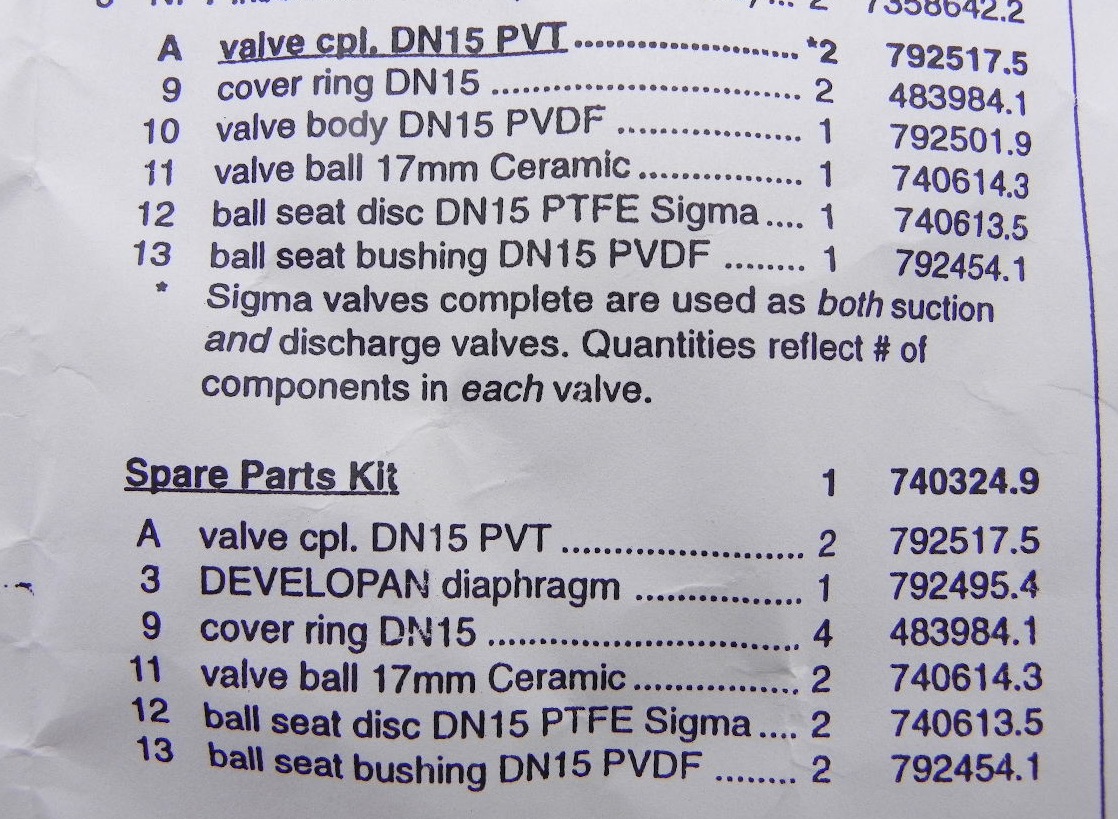 2 7358642.2
A valve cpl. DN15 PVT ........................ *2 792517.5
9 cover ring DN15 ................................ 2 483984.1
10 valve body DN15 PVDF ................... 1 792501.9
11 valve ball 17mm Ceramic ................. 1 740614.3
12 ball seat disc DN15 PTFE Sigma .... 1 740613.5
13 ball seat bushing DN15 PVDF ........ 1 792454.1
* Sigma valves complete are used as both suction
and discharge valves. Quantities reflect # of
components in each valve.
Spare Parts Kit 1 740324.9
A valve cpl. DN15 PVT ........................ 2 792517.5
3 DEVELOPAN diaphragm ................. 1 792495.4
9 cover ring DN15 ................................ 4 483984.1
11 valve ball 17mm Ceramic ................. 2 740614.3
12 ball seat disc DN15 PTFE Sigma .... 2 740613.5
13 ball seat bushing DN15 PVDF ........ 2 792454.1